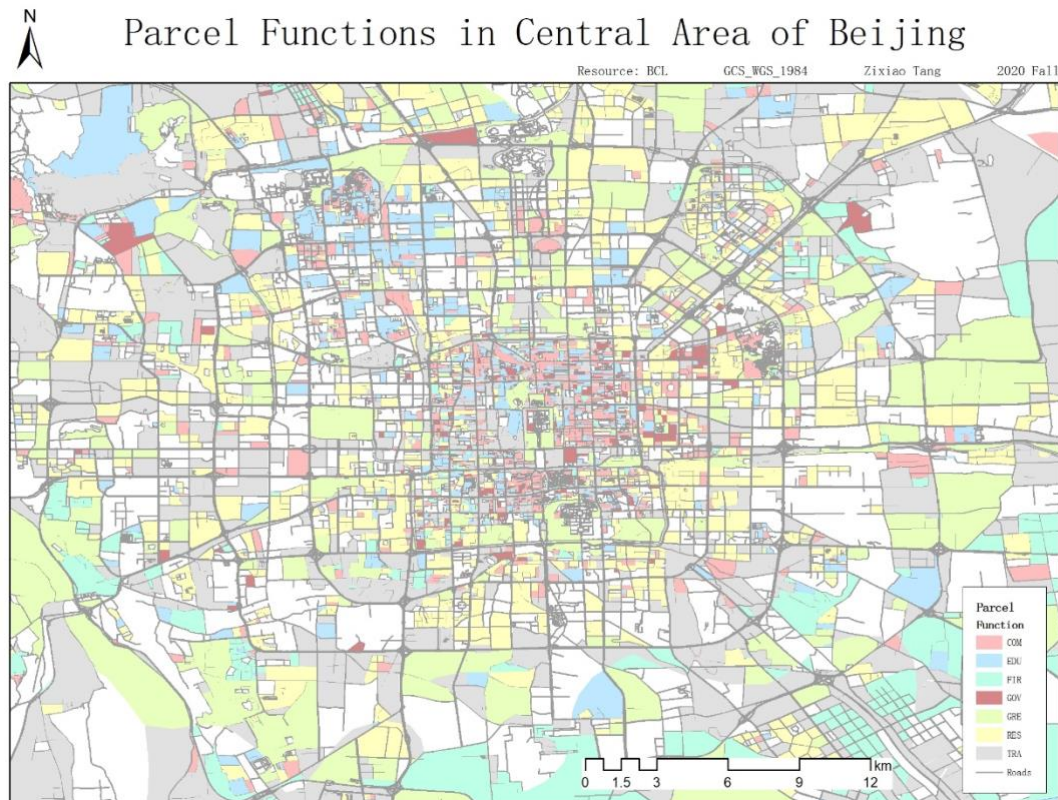 N
Parcel Functions in Central Area of Beijing
Resource: BCL GCS_WGS_1984 Zixiao Tang 2020 Fall
Parcel
Function
COM
EDU
FIR
GOV
GRE
RES
TRA
Roads
km
0 1.5 3 6 9 12